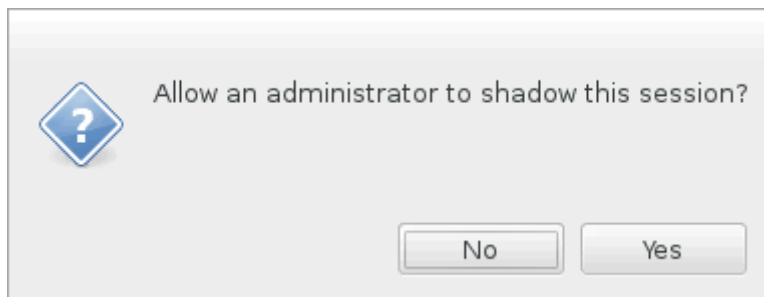 Allow an administrator to shadow this session?
?
No Yes